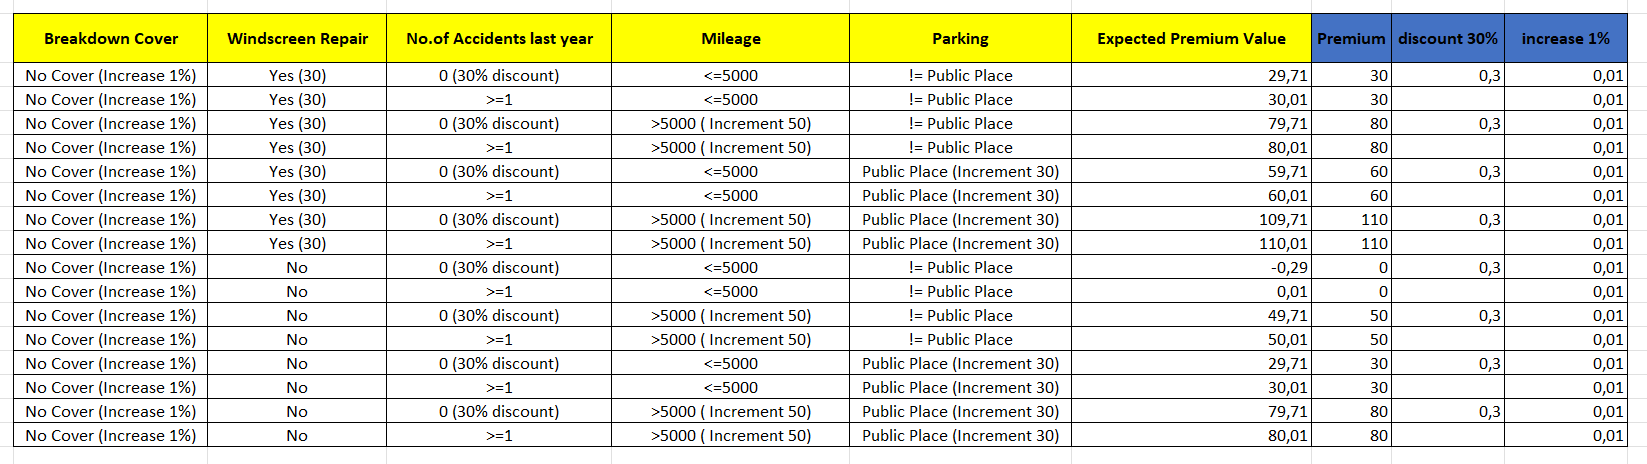 Breakdown Cover Windscreen Repair No.of Accidents last year Mileage Parking Expected Premium Value Premium discount 30% increase 1%
No Cover (Increase 1%) Yes (30) 0 (30% discount) <=5000 != Public Place 29,71 30 0,3 0,01
No Cover (Increase 1%) Yes (30) >=1 <=5000 != Public Place 30,01 30 0,01
No Cover (Increase 1%) Yes (30) 0 (30% discount) >5000 ( Increment 50) != Public Place 79,71 80 0,3 0,01
No Cover (Increase 1%) Yes (30) >=1 >5000 ( Increment 50) != Public Place 80,01 80 0,01
No Cover (Increase 1%) Yes (30) 0 (30% discount) <=5000 Public Place (Increment 30) 59,71 60 0,3 0,01
No Cover (Increase 1%) Yes (30) >=1 <=5000 Public Place (Increment 30) 60,01 60 0,01
No Cover (Increase 1%) Yes (30) 0 (30% discount) >5000 ( Increment 50) Public Place (Increment 30) 109,71 110 0,3 0,01
No Cover (Increase 1%) Yes (30) >=1 >5000 ( Increment 50) Public Place (Increment 30) 110,01 110 0,01
No Cover (Increase 1%) No 0 (30% discount) <=5000 != Public Place -0,29 0 0,3 0,01
No Cover (Increase 1%) No >=1 <=5000 != Public Place 0,01 0 0,01
No Cover (Increase 1%) No 0 (30% discount) >5000 ( Increment 50) != Public Place 49,71 50 0,3 0,01
No Cover (Increase 1%) No >=1 >5000 ( Increment 50) != Public Place 50,01 50 0,01
No Cover (Increase 1%) No 0 (30% discount) <=5000 Public Place (Increment 30) 29,71 30 0,3 0,01
No Cover (Increase 1%) No >=1 <=5000 Public Place (Increment 30) 30,01 30 0,01
No Cover (Increase 1%) No 0 (30% discount) >5000 ( Increment 50) Public Place (Increment 30) 79,71 80 0,3 0,01
No Cover (Increase 1%) No >=1 >5000 ( Increment 50) Public Place (Increment 30) 80,01 80 0,01